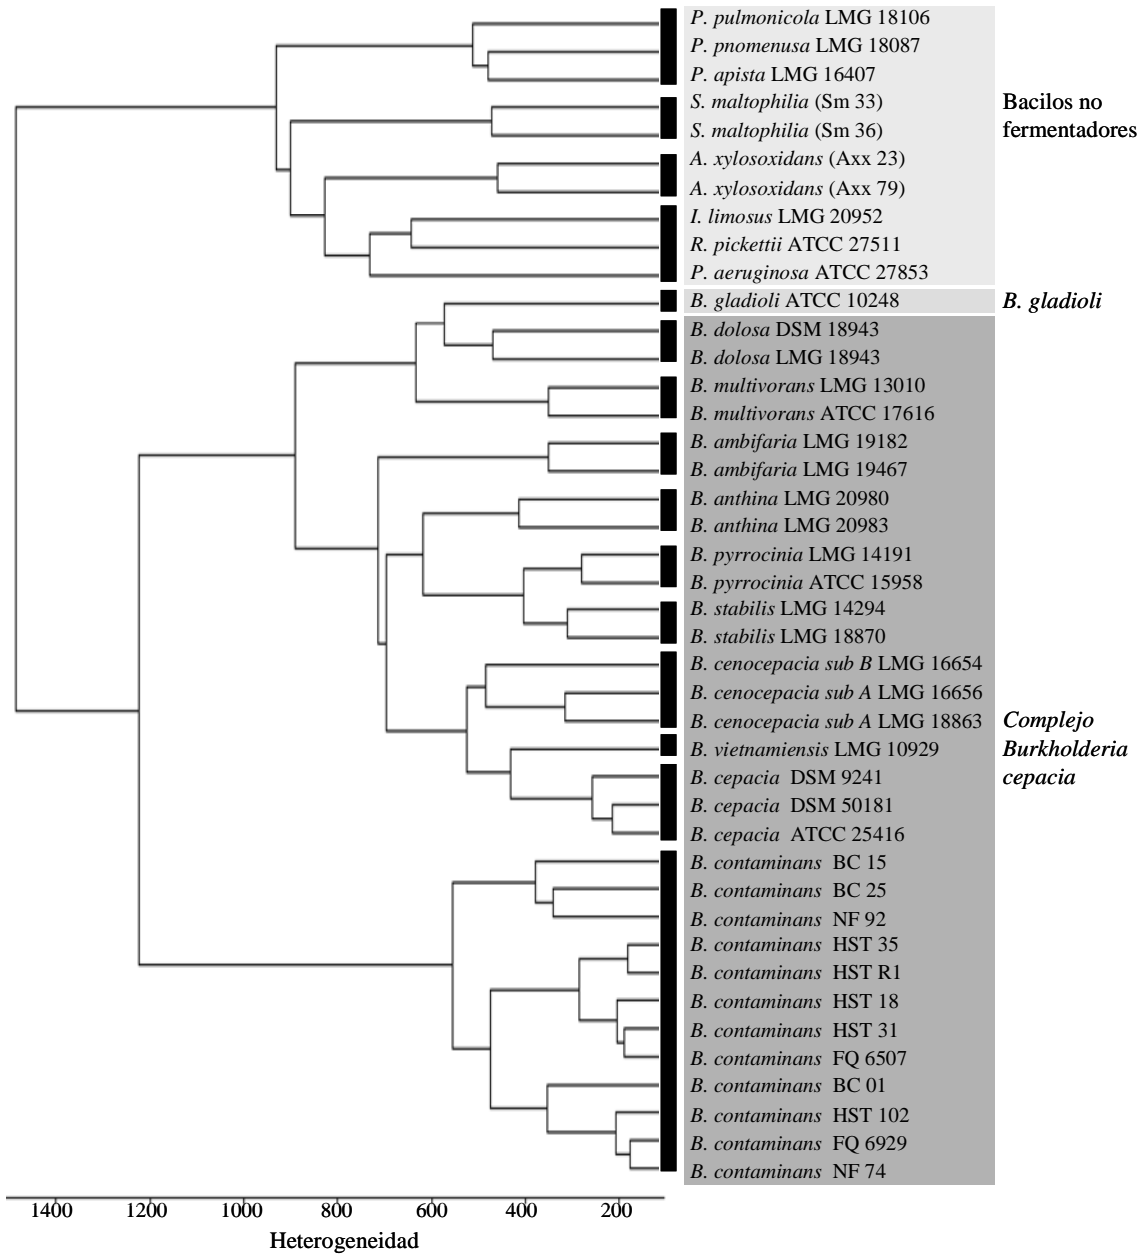 P. pulmonicola LMG 18106
P. pnomenusa LMG 18087
P. apista LMG 16407
S. maltophilia (Sm 33)
S. maltophilia (Sm 36)
A. xylosoxidans (Axx 23)
A. xylosoxidans (Axx 79)
I. limosus LMG 20952
R. pickettii ATCC 27511
P. aeruginosa ATCC 27853
Bacilos no
fermentadores
B. gladioli ATCC 10248
B. gladioli
B. dolosa DSM 18943
B. dolosa LMG 18943
B. multivorans LMG 13010
B. multivorans ATCC 17616
B. ambifaria LMG 19182
B. ambifaria LMG 19467
B. anthina LMG 20980
B. anthina LMG 20983
B. pyrrocinia LMG 14191
B. pyrrocinia ATCC 15958
B. stabilis LMG 14294
B. stabilis LMG 18870
B. cenocepacia sub B LMG 16654
B. cenocepacia sub A LMG 16656
B. cenocepacia sub A LMG 18863
B. vietnamiensis LMG 10929
B. cepacia DSM 9241
B. cepacia DSM 50181
B. cepacia ATCC 25416
B. contaminans BC 15
B. contaminans BC 25
B. contaminans NF 92
B. contaminans HST 35
B. contaminans HST R1
B. contaminans HST 18
B. contaminans HST 31
B. contaminans FQ 6507
B. contaminans BC 01
B. contaminans HST 102
B. contaminans FQ 6929
B. contaminans NF 74
Complejo
Burkholderia
cepacia
1400 1200 1000 800 600 400 200
Heterogeneidad